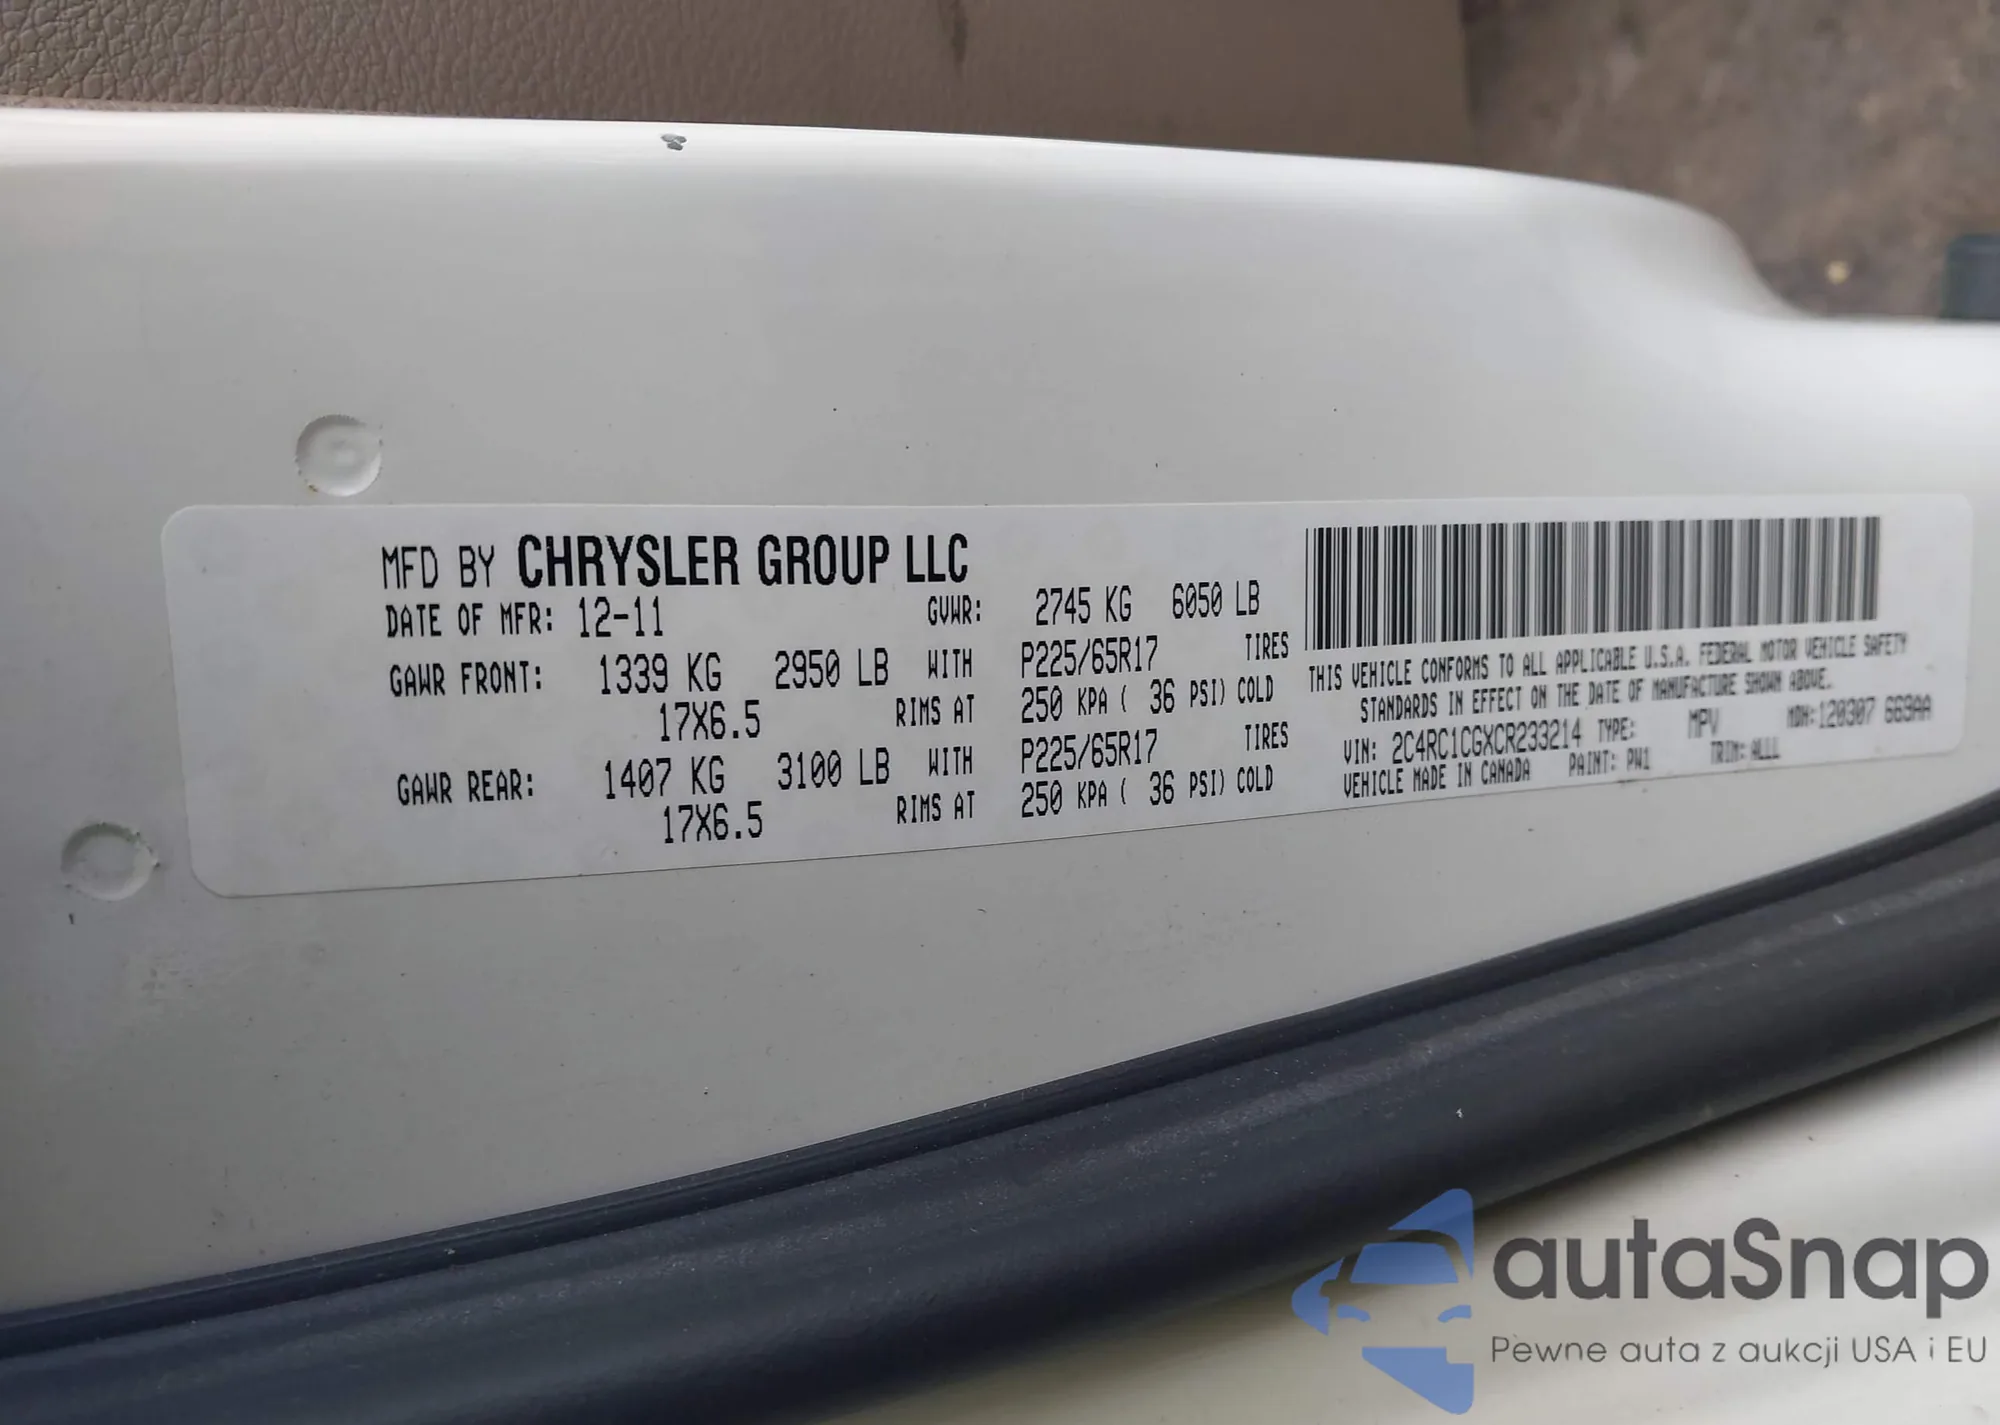 MFD BY CHRYSLER GROUP LLC
DATE OF MFR: 12-11 GVWR: 2745 KG 6050 LB
GAWR FRONT: 1339 KG 2950 LB WITH P225/65R17 TIRES
17X6.5 RIMS AT 250 KPA ( 36 PSI) COLD
GAWR REAR: 1407 KG 3100 LB WITH P225/65R17 TIRES
17X6.5 RIMS AT 250 KPA ( 36 PSI) COLD
THIS VEHICLE CONFORMS TO ALL APPLICABLE U.S.A. FEDERAL MOTOR VEHICLE SAFETY
STANDARDS IN EFFECT ON THE DATE OF MANUFACTURE SHOWN ABOVE.
VIN: 2C4RC1CGXCR233214 TYPE: MPV MDH:120307 669AA
VEHICLE MADE IN CANADA PAINT: PW1 TRIM:
autaSnap
Pewne auta z aukcji USA i EU